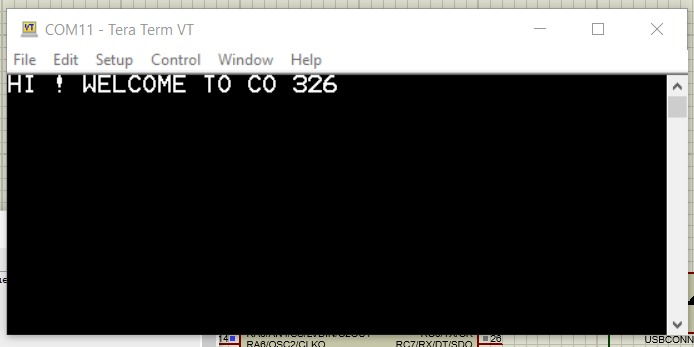 COM11 - Tera Term VT
File Edit Setup Control Window Help
HI ! WELCOME TO CO 326
14
26
RA6/OSC2/CLKO
RC7/RX/DT/SDO
USBCONN